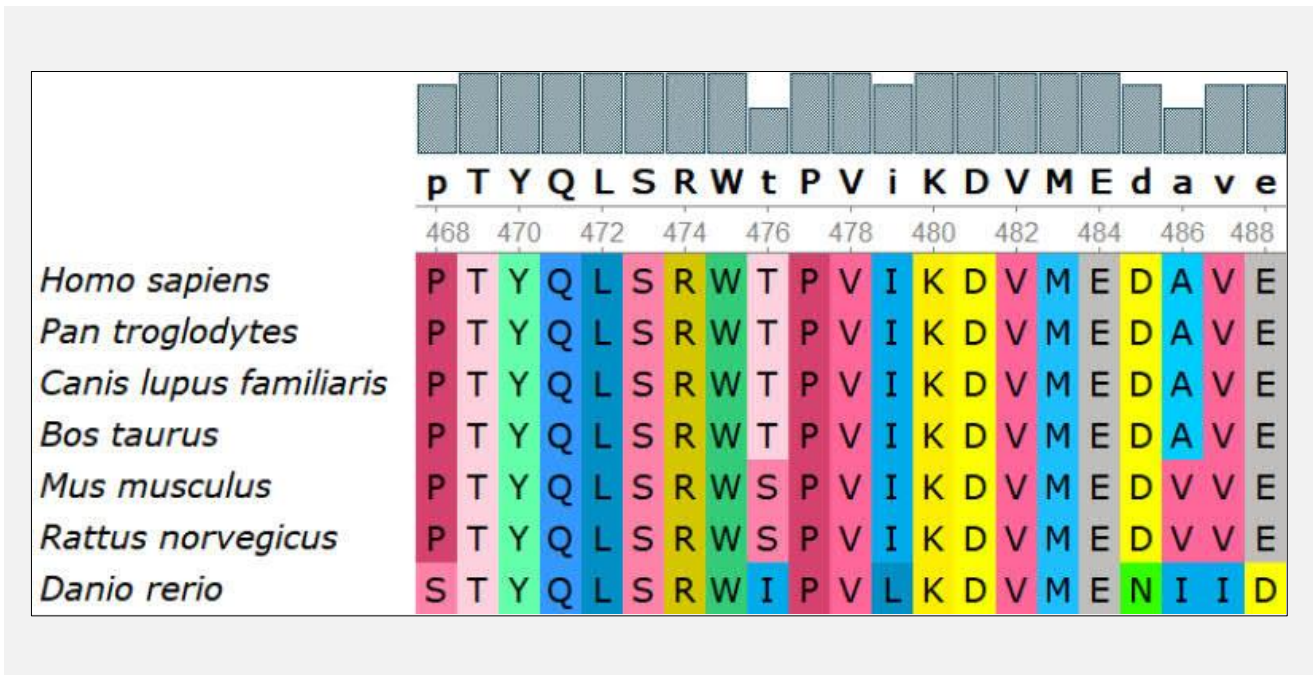 p T Y Q L S R W t P V i K D V M E d a v e
468 470 472 474 476 478 480 482 484 486 488
Homo sapiens P T Y Q L S R W T P V I K D V M E D A V E
Pan troglodytes P T Y Q L S R W T P V I K D V M E D A V E
Canis lupus familiaris P T Y Q L S R W T P V I K D V M E D A V E
Bos taurus P T Y Q L S R W T P V I K D V M E D A V E
Mus musculus P T Y Q L S R W S P V I K D V M E D V V E
Rattus norvegicus P T Y Q L S R W S P V I K D V M E D V V E
Danio rerio S T Y Q L S R W I P V L K D V M E N I I D